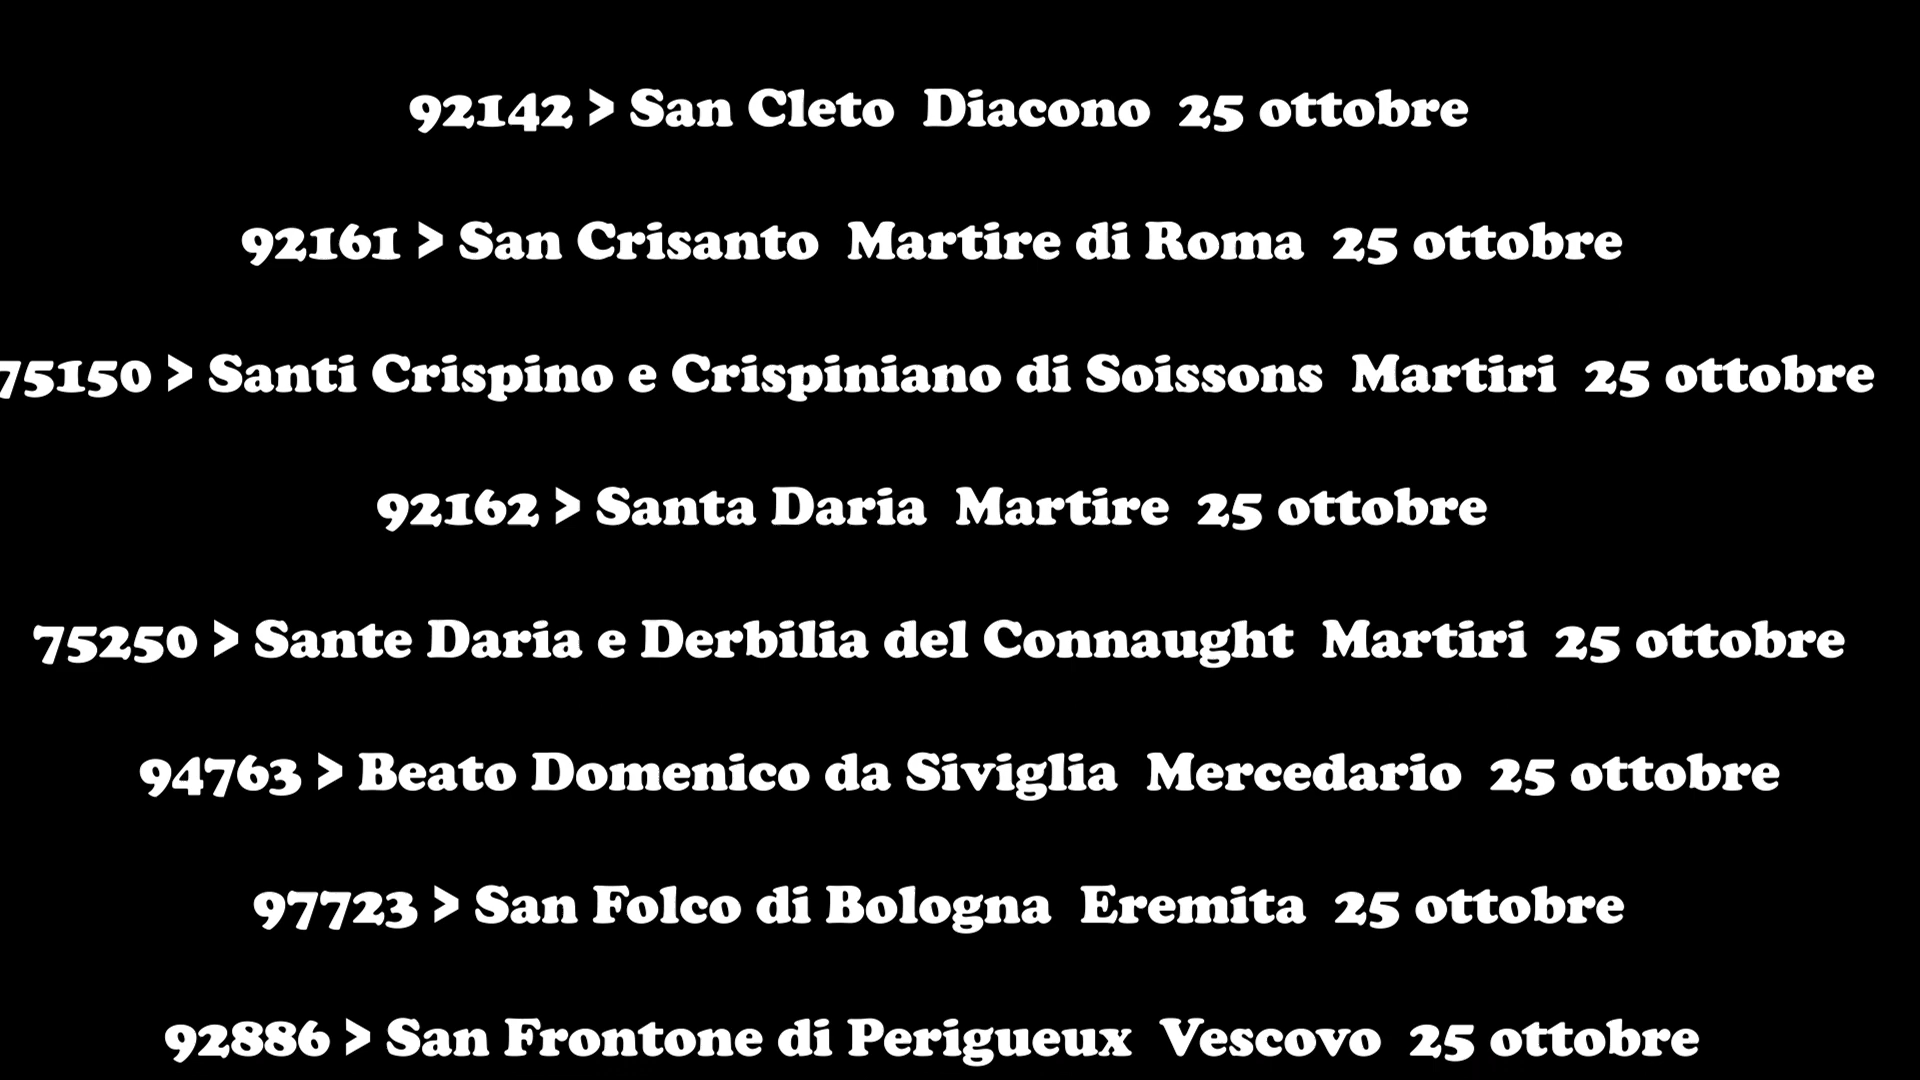 92142 > San Cleto  Diacono  25 ottobre
92161 > San Crisanto  Martire di Roma  25 ottobre
75150 > Santi Crispino e Crispiniano di Soissons  Martiri  25 ottobre
92162 > Santa Daria  Martire  25 ottobre
75250 > Sante Daria e Derbilia del Connaught  Martiri  25 ottobre
94763 > Beato Domenico da Siviglia  Mercedario  25 ottobre
97723 > San Folco di Bologna  Eremita  25 ottobre
92886 > San Frontone di Perigueux  Vescovo  25 ottobre